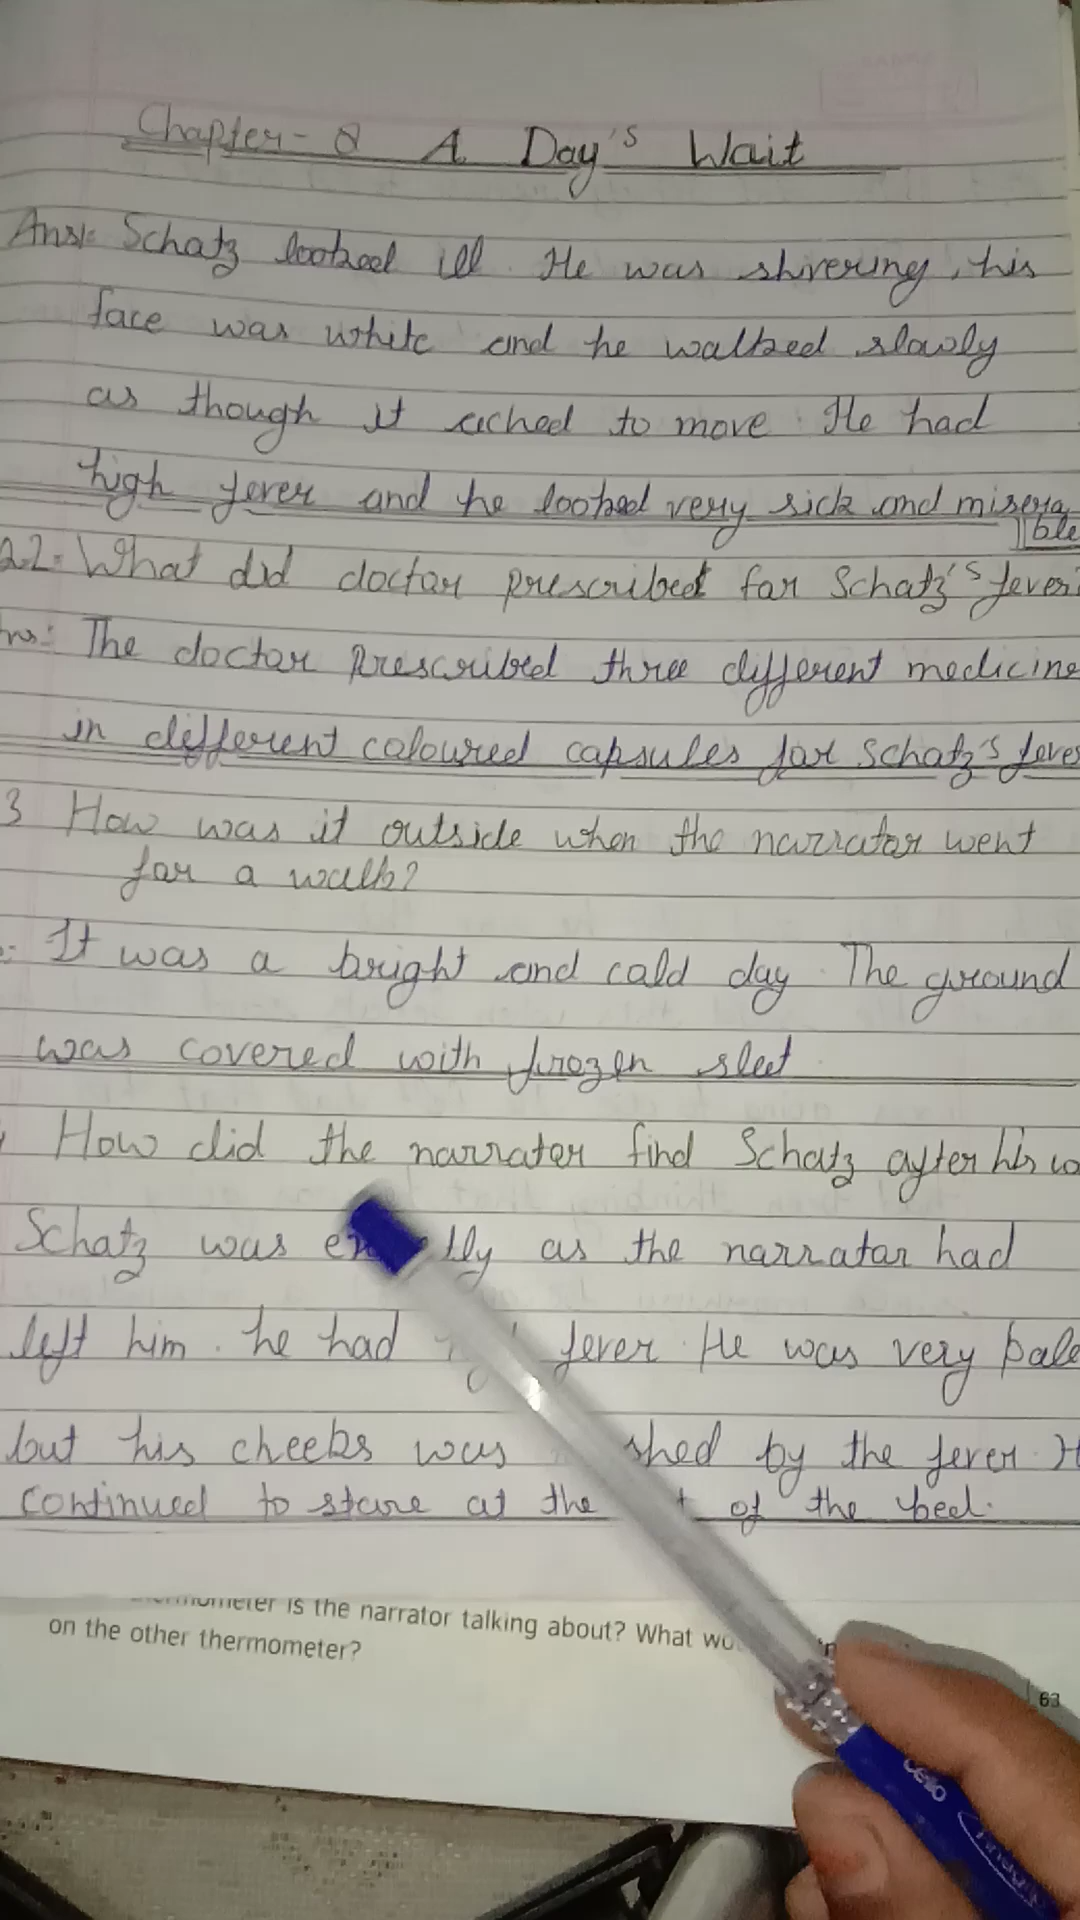 Chapter-8 A Day's Wait
Ans1: Schatz looked ill. He was shivering, his
face was white and he walked slowly
as though it ached to move. He had
high fever and he looked very sick and misera
ble
Q2. What did doctor prescribed for Schatz's fever?
Ans: The doctor prescribed three different medicine
in different coloured capsules for Schatz's fever
3 How was it outside when the narrator went
for a walk?
It was a bright and cold day. The ground
was covered with frozen sleet
How did the narrator find Schatz after his
Schatz was as the narrator had
left him. he had fever. He was very pale
but his cheeks was by the fever. H
continued to stare at the of the bed.
is the narrator talking about? What
on the other thermometer?
63
cello